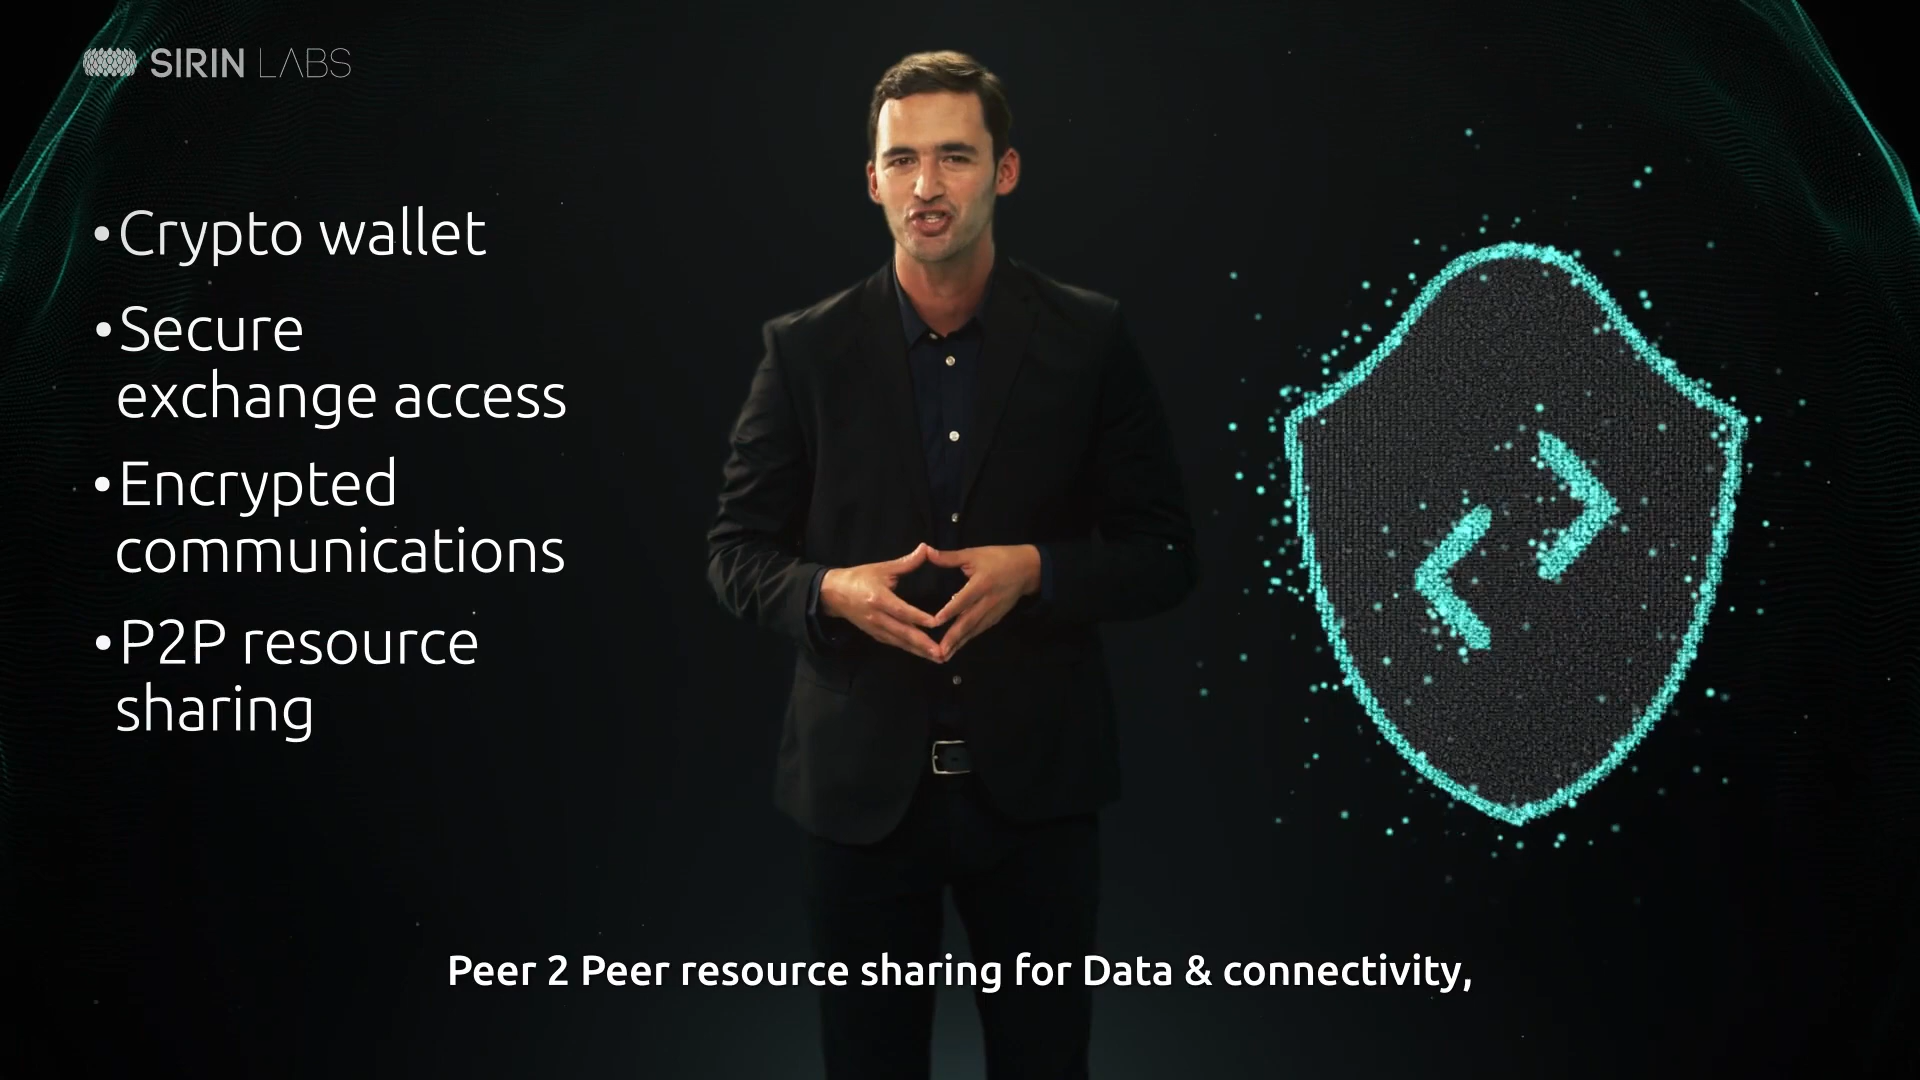 SIRIN LABS
•Crypto wallet
•Secure
exchange access
•Encrypted
communications
•P2P resource
sharing
Peer 2 Peer resource sharing for Data & connectivity,